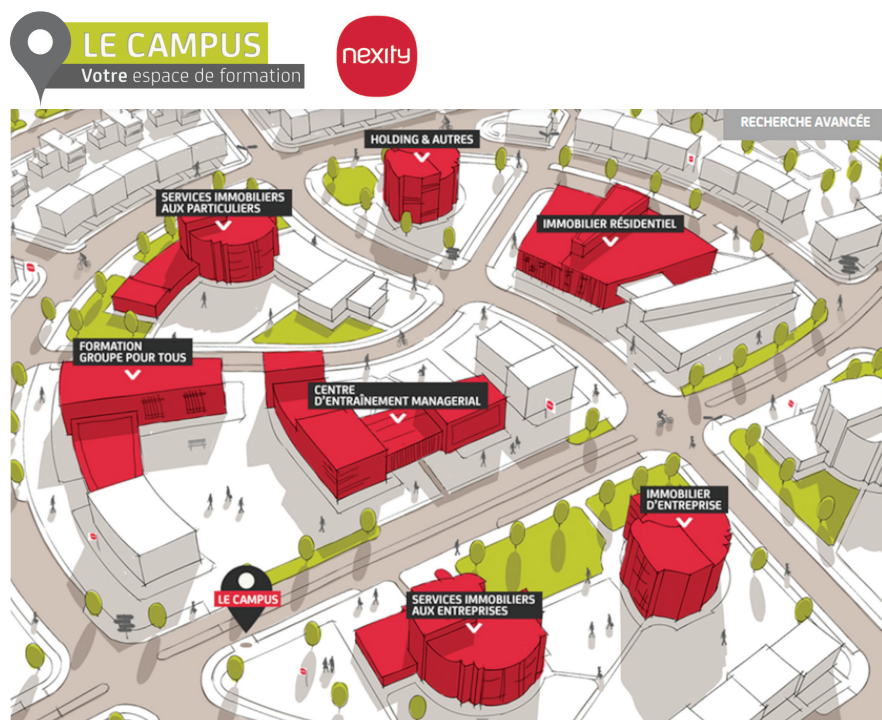 LE CAMPUS
Votre espace de formation
nexity
RECHERCHE AVANCÉE
HOLDING & AUTRES
SERVICES IMMOBILIERS
AUX PARTICULIERS
IMMOBILIER RÉSIDENTIEL
FORMATION
GROUPE POUR TOUS
CENTRE
D'ENTRAÎNEMENT MANAGERIAL
IMMOBILIER
D'ENTREPRISE
LE CAMPUS
SERVICES IMMOBILIERS
AUX ENTREPRISES